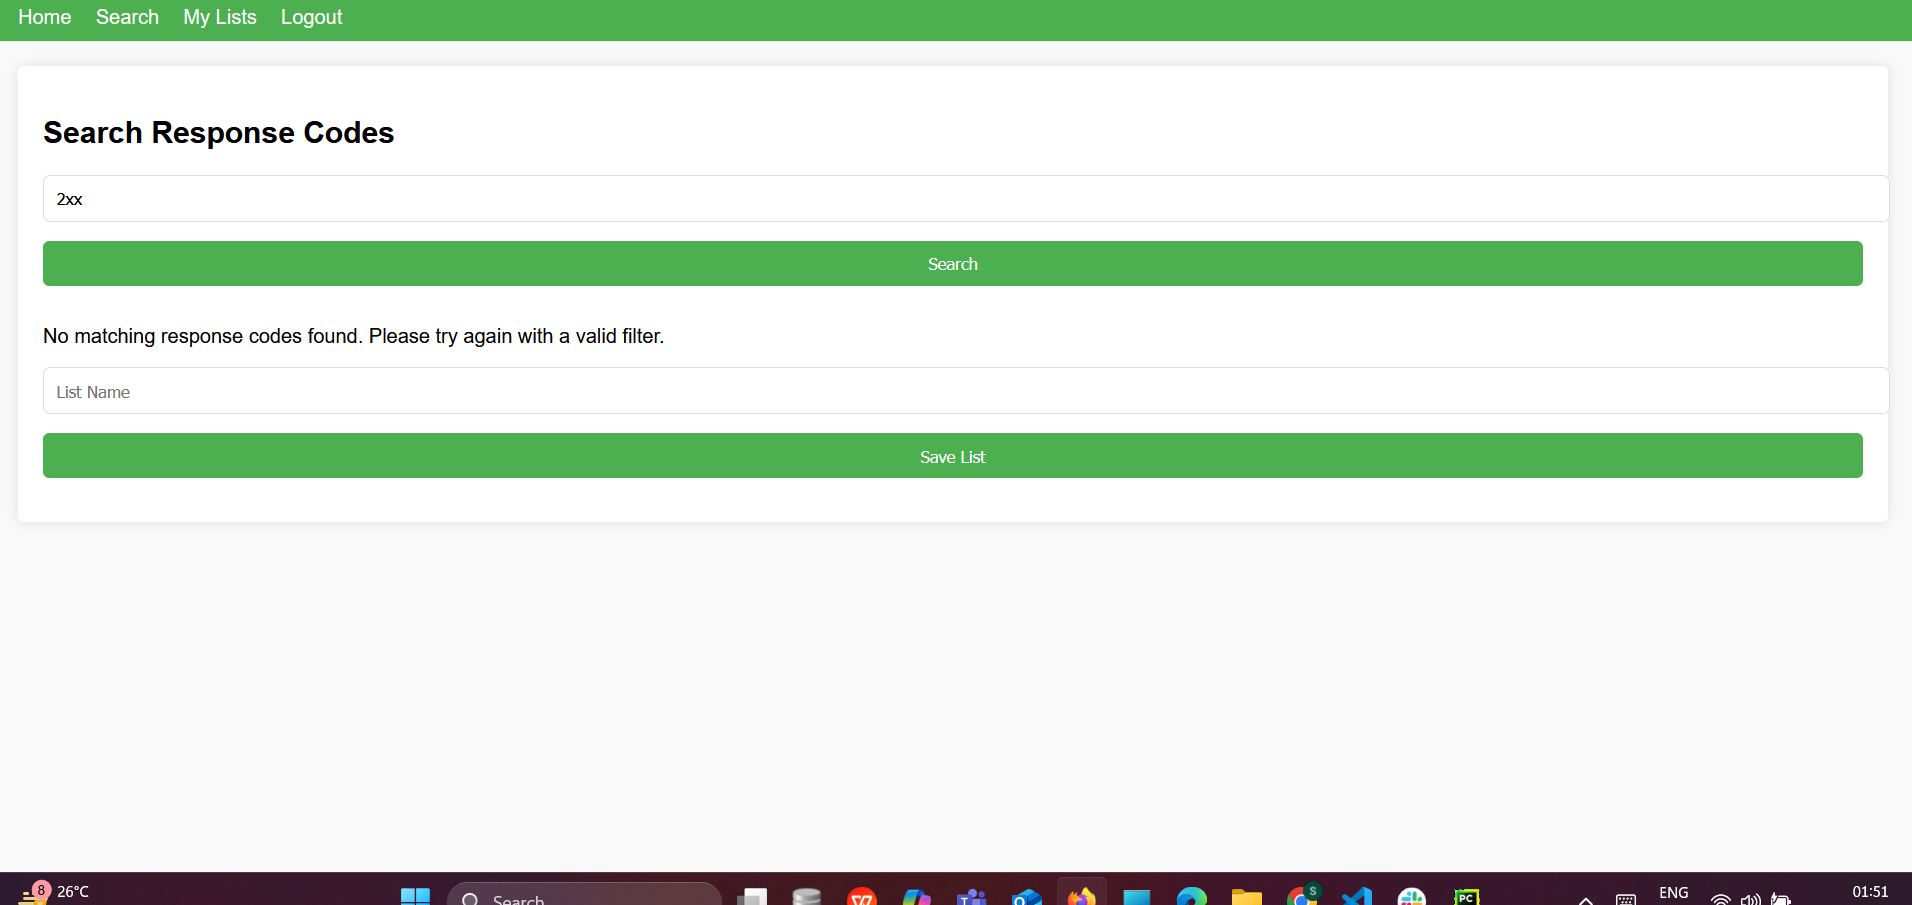 Home Search My Lists Logout
Search Response Codes
2xx
Search
No matching response codes found. Please try again with a valid filter.
List Name
Save List
8 26°C
Search
S
PC
ENG
01:51